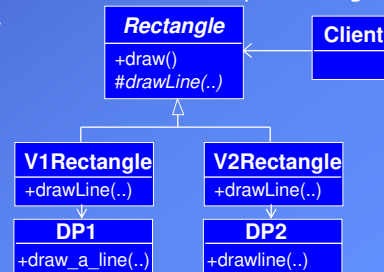 Rectangle
Client
+draw()
#drawLine(..)
V1Rectangle
V2Rectangle
+drawLine(..)
+drawLine(..)
DP1
DP2
+draw_a_line(..)
+drawline(..)